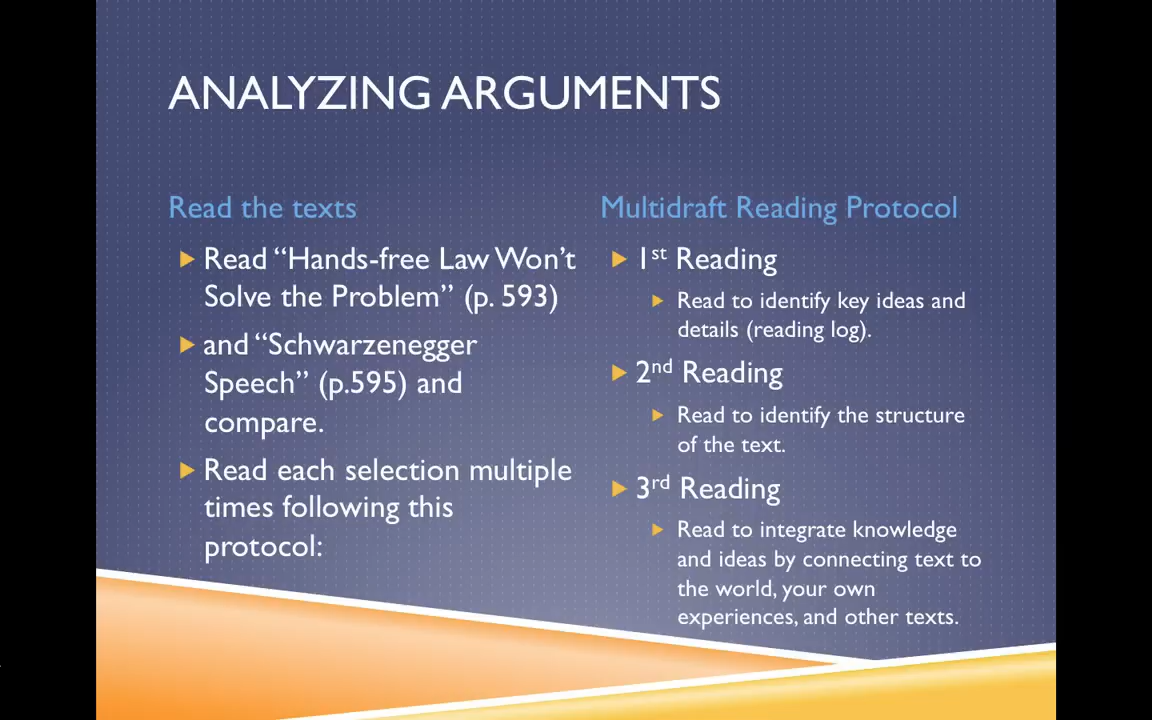 ANALYZING ARGUMENTS
Read the texts
Read “Hands-free Law Won’t
Solve the Problem” (p. 593)
and “Schwarzenegger
Speech” (p.595) and
compare.
Read each selection multiple
times following this
protocol:
Multidraft Reading Protocol
1st Reading
Read to identify key ideas and
details (reading log).
2nd Reading
Read to identify the structure
of the text.
3rd Reading
Read to integrate knowledge
and ideas by connecting text to
the world, your own
experiences, and other texts.